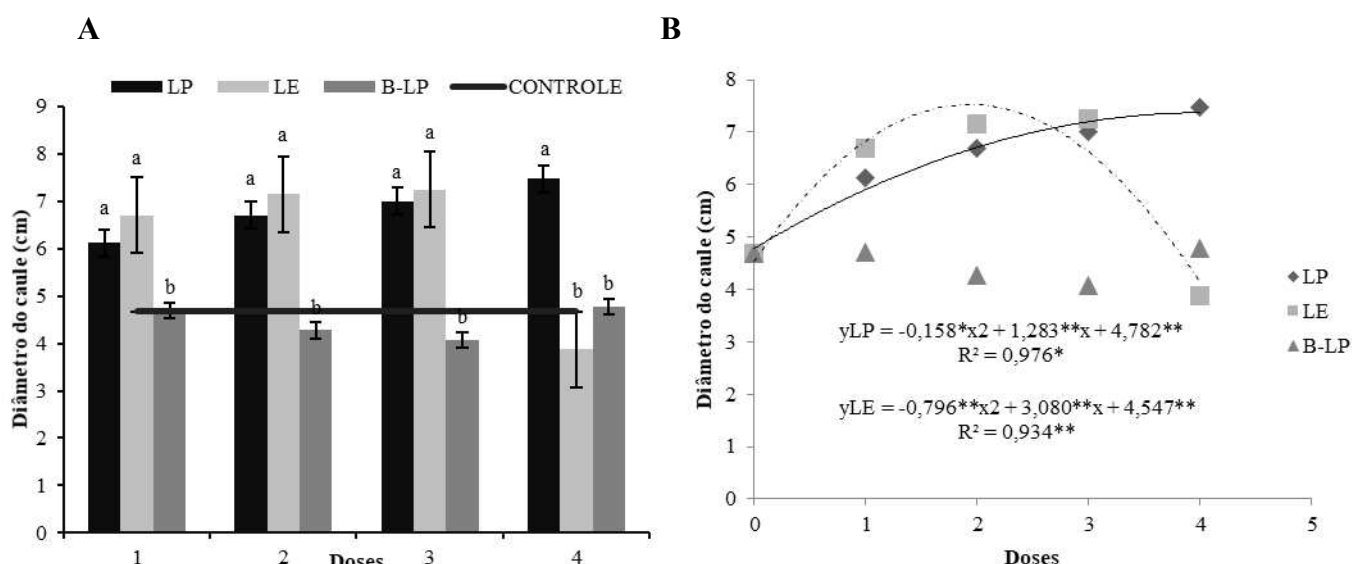 A
LP LE B-LP CONTROLE
Diâmetro do caule (cm)
9
8
7
6
5
4
3
2
1
0
a a b
a a b
a a b
a b b
1 2 3 4
Doses
B
Diâmetro do caule (cm)
8
7
6
5
4
3
2
1
0
0 1 2 3 4 5
Doses
LP
LE
B-LP
yLP = -0,158*x2 + 1,283**x + 4,782**
R² = 0,976*
yLE = -0,796**x2 + 3,080**x + 4,547**
R² = 0,934**